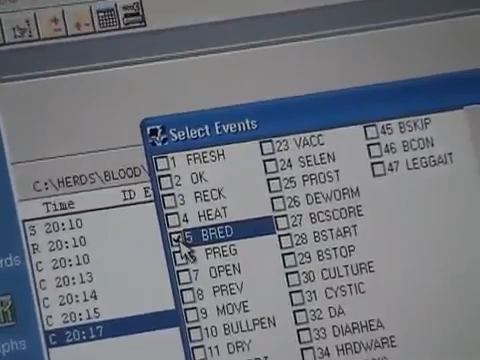 Select Events
1 FRESH
2 OK
3 RECK
4 HEAT
5 BRED
6 PREG
7 OPEN
8 PREV
9 MOVE
10 BULLPEN
11 DRY
23 VACC
24 SELEN
25 PROST
26 DEWORM
27 BCSCORE
28 BSTART
29 BSTOP
30 CULTURE
31 CYSTIC
32 DA
33 DIARHEA
34 HRDWARE
45 BSKIP
46 BCON
47 LEGGAIT
C:\HERDS\BLOOD\
Time ID E
S 20:10
R 20:10
C 20:10
C 20:13
C 20:14
C 20:15
C 20:17
rds
phs